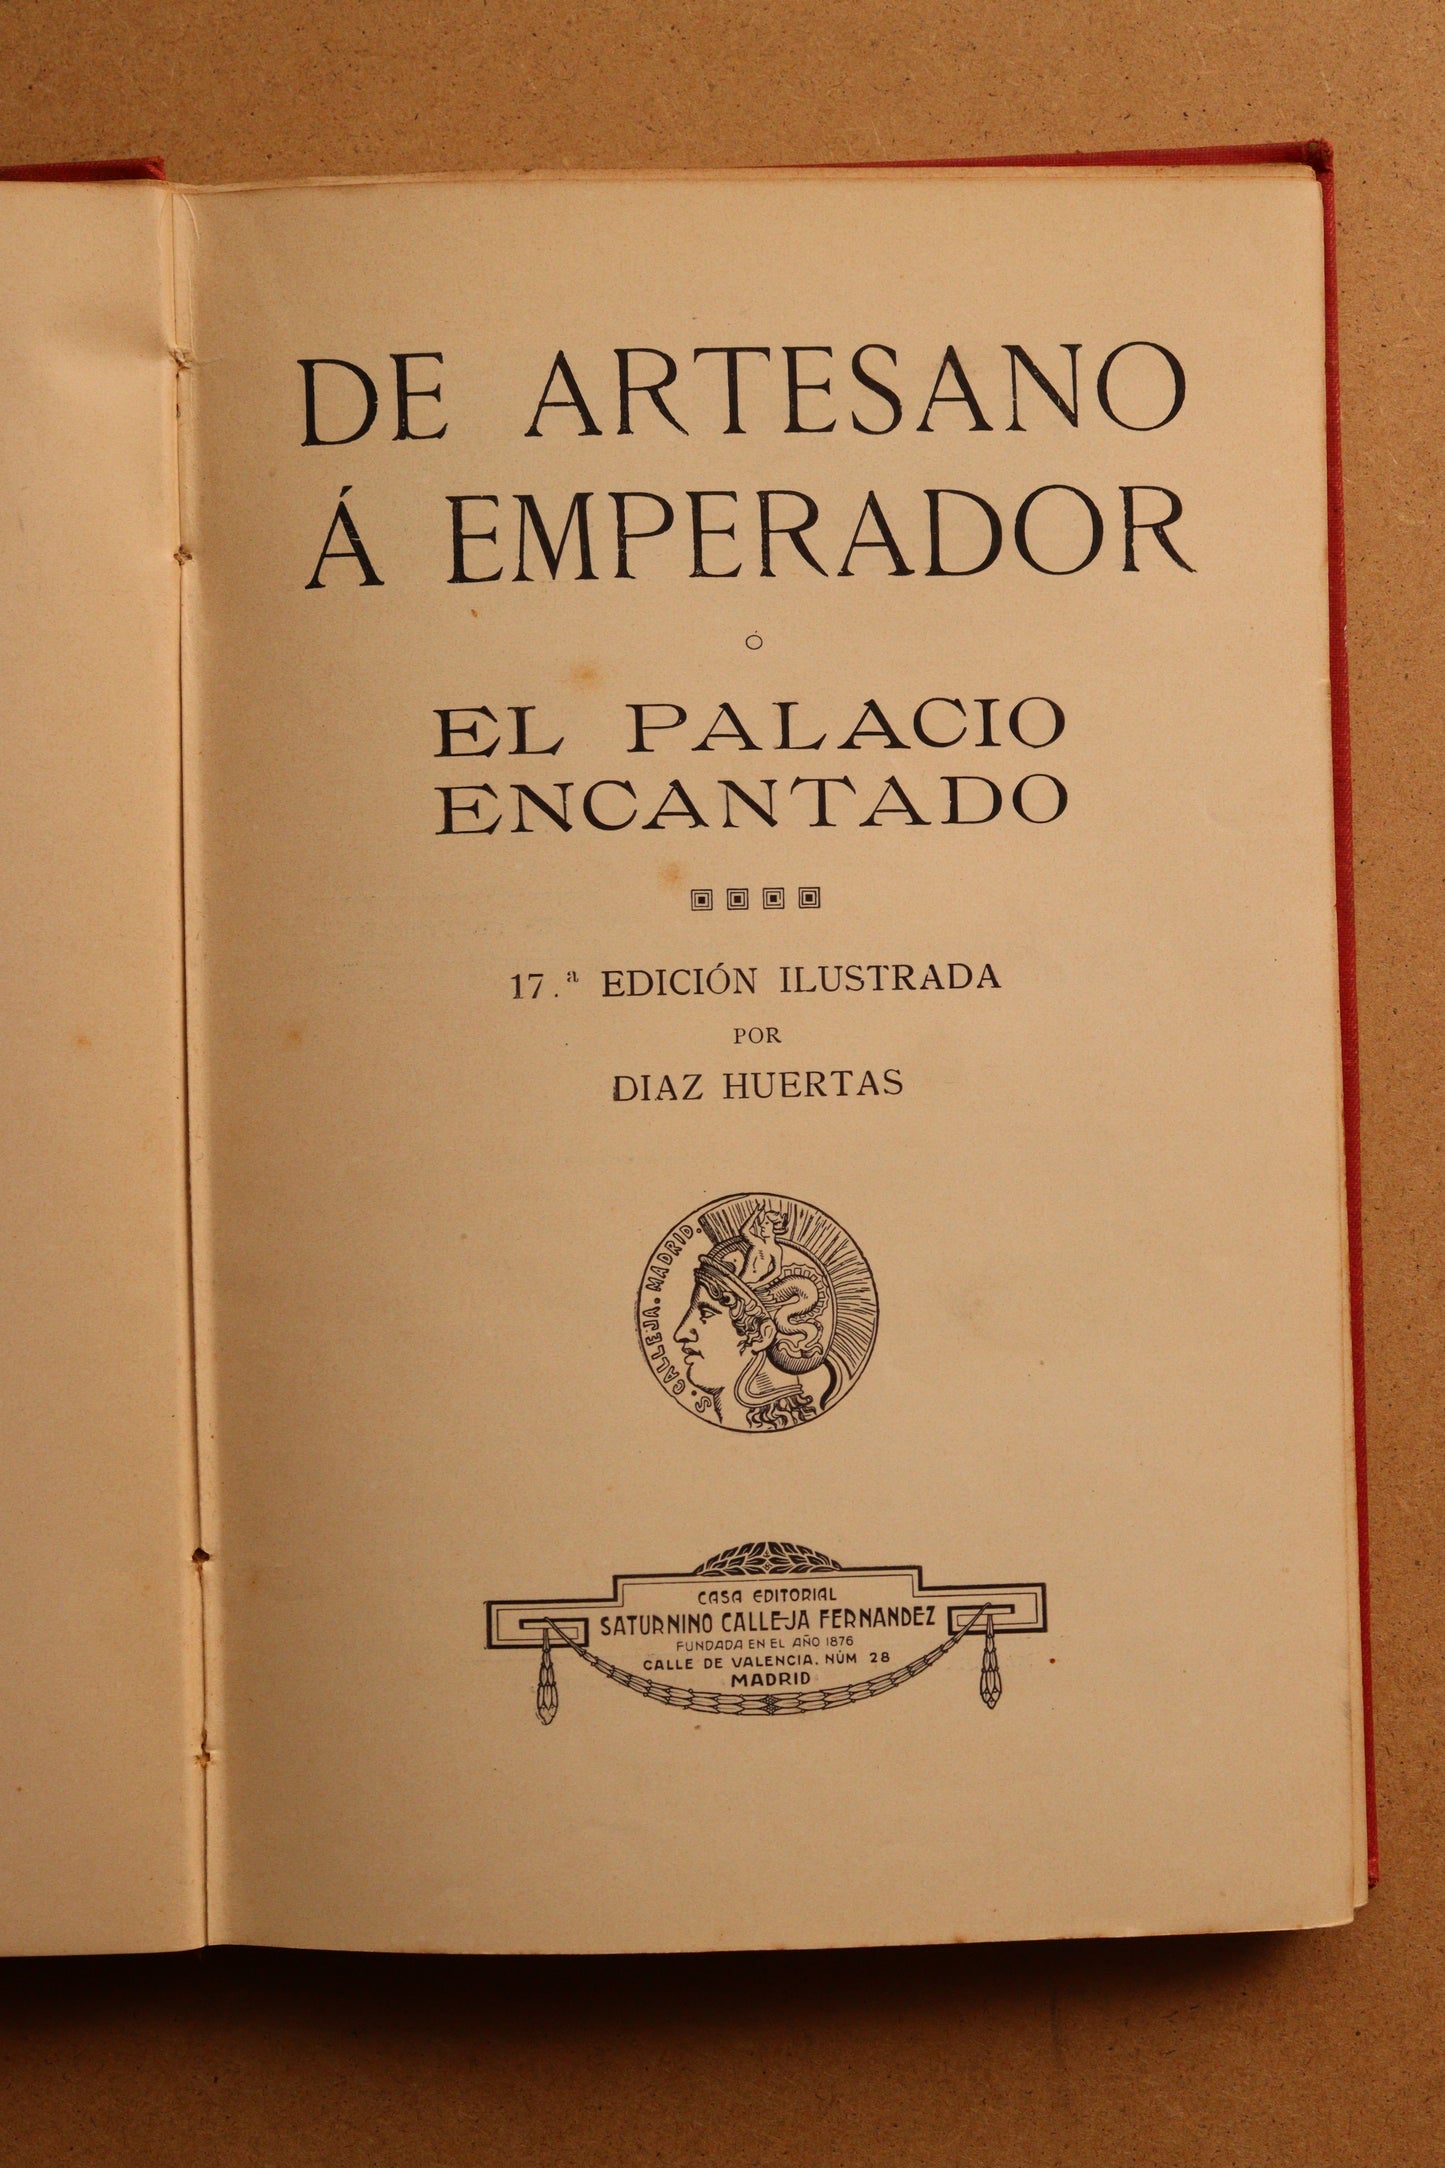 DE ARTESANO
Á EMPERADOR
Ó
EL PALACIO
ENCANTADO
17.ª EDICIÓN ILUSTRADA
POR
DIAZ HUERTAS
S. CALLEJA. MADRID.
CASA EDITORIAL
SATURNINO CALLEJA FERNANDEZ
FUNDADA EN EL AÑO 1876
CALLE DE VALENCIA. NÚM 28
MADRID